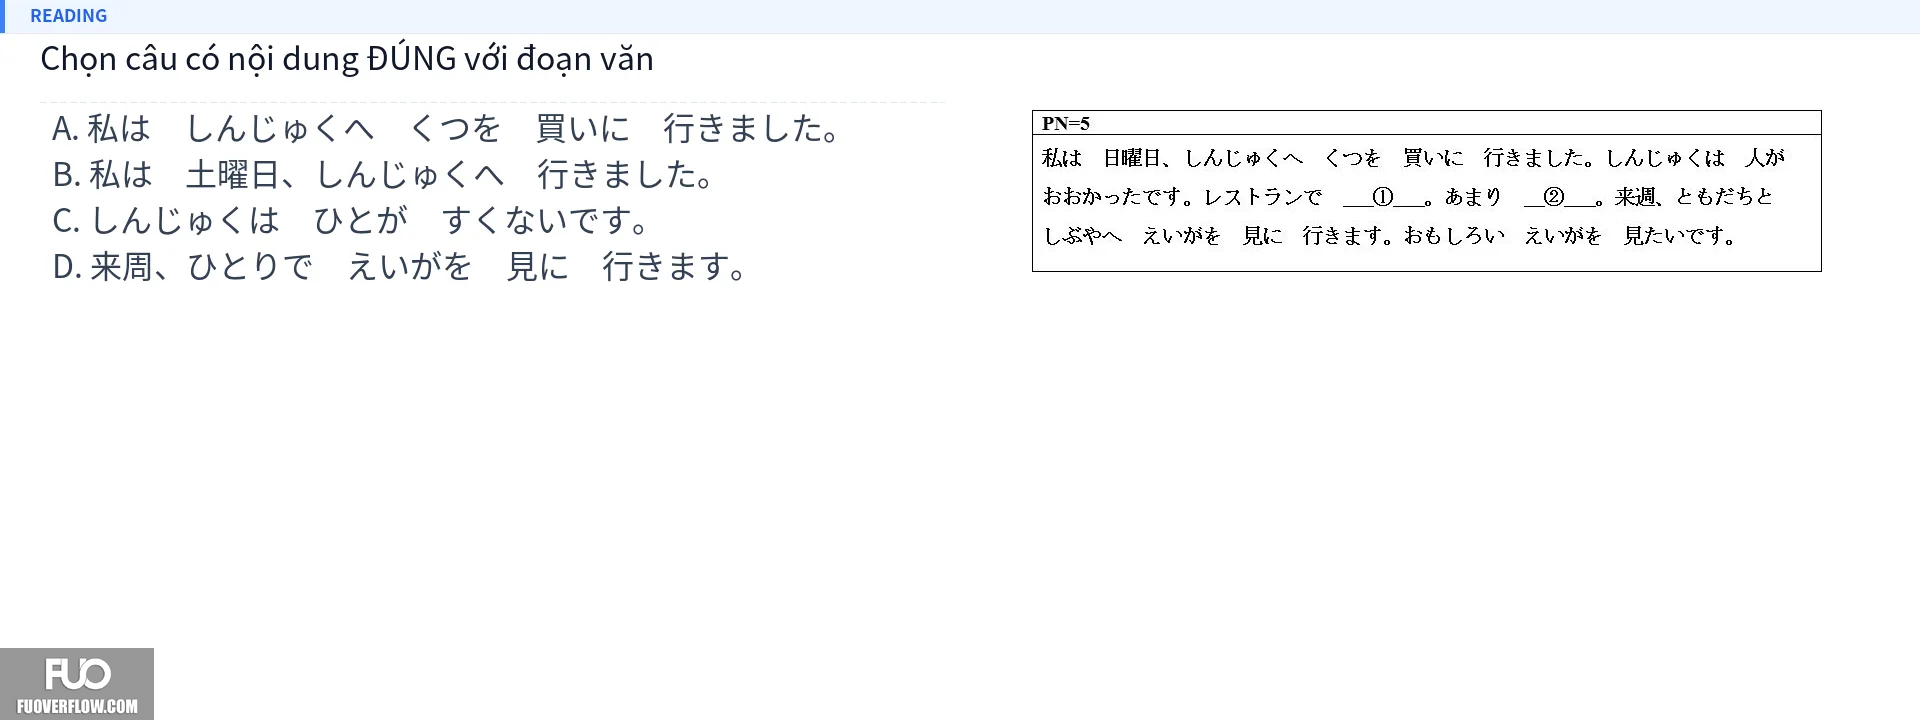 READING
Chọn câu có nội dung ĐÚNG với đoạn văn
A. 私は　しんじゅくへ　くつを　買いに　行きました。
B. 私は　土曜日、しんじゅくへ　行きました。
C. しんじゅくは　ひとが　すくないです。
D. 来周、ひとりで　えいがを　見に　行きます。
PN=5
私は　日曜日、しんじゅくへ　くつを　買いに　行きました。しんじゅくは　人が
おおかったです。レストランで　___①___。あまり　__②___。来週、ともだちと
しぶやへ　えいがを　見に　行きます。おもしろい　えいがを　見たいです。
FUO
FUOVERFLOW.COM